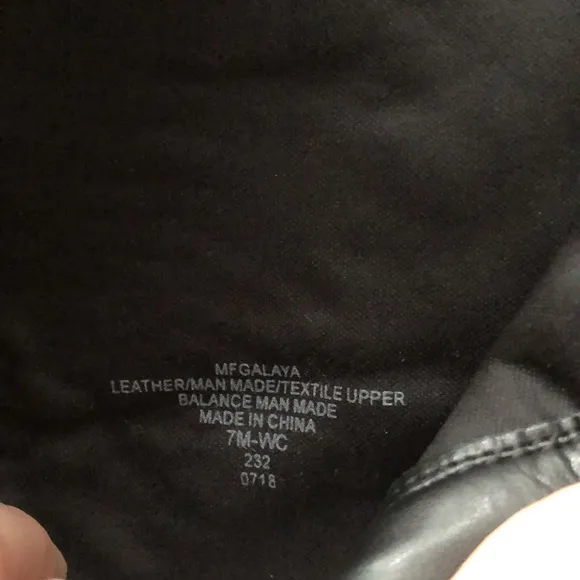 MFGALAYA
LEATHER/MAN MADE/TEXTILE UPPER
BALANCE MAN MADE
MADE IN CHINA
7M-WC
232
0718